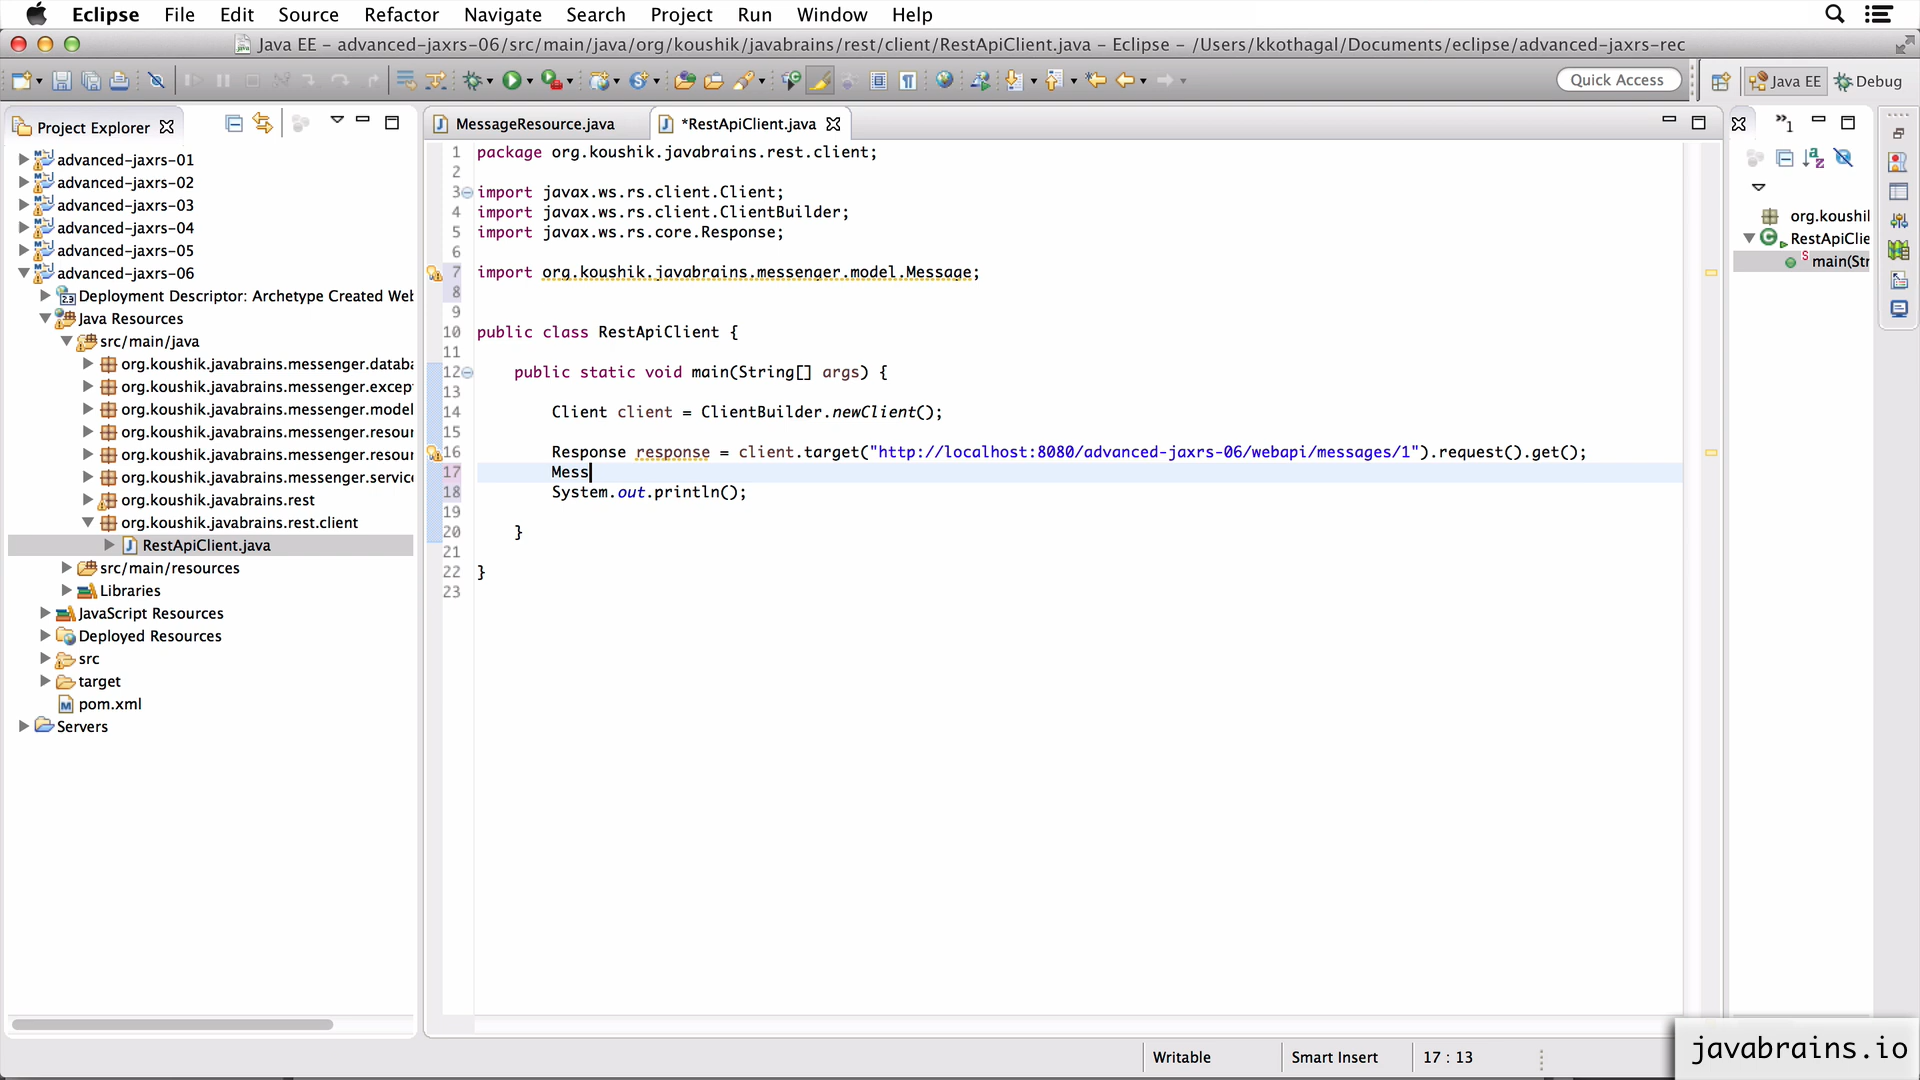 Eclipse File Edit Source Refactor Navigate Search Project Run Window Help
Java EE – advanced-jaxrs-06/src/main/java/org/koushik/javabrains/rest/client/RestApiClient.java – Eclipse – /Users/kkothagal/Documents/eclipse/advanced-jaxrs-rec
Quick Access
Java EE
Debug
Project Explorer
advanced-jaxrs-01
advanced-jaxrs-02
advanced-jaxrs-03
advanced-jaxrs-04
advanced-jaxrs-05
advanced-jaxrs-06
Deployment Descriptor: Archetype Created Wel
Java Resources
src/main/java
org.koushik.javabrains.messenger.databa
org.koushik.javabrains.messenger.excep
org.koushik.javabrains.messenger.model
org.koushik.javabrains.messenger.resour
org.koushik.javabrains.messenger.resour
org.koushik.javabrains.messenger.service
org.koushik.javabrains.rest
org.koushik.javabrains.rest.client
RestApiClient.java
src/main/resources
Libraries
JavaScript Resources
Deployed Resources
src
target
pom.xml
Servers
MessageResource.java
*RestApiClient.java
1 package org.koushik.javabrains.rest.client;
2
3 import javax.ws.rs.client.Client;
4 import javax.ws.rs.client.ClientBuilder;
5 import javax.ws.rs.core.Response;
6
7 import org.koushik.javabrains.messenger.model.Message;
8
9
10 public class RestApiClient {
11
12 public static void main(String[] args) {
13
14 Client client = ClientBuilder.newClient();
15
16 Response response = client.target("http://localhost:8080/advanced-jaxrs-06/webapi/messages/1").request().get();
17 Mess
18 System.out.println();
19
20 }
21
22 }
23
»1
org.koushil
RestApiClie
main(Str
Writable
Smart Insert
17 : 13
javabrains.io